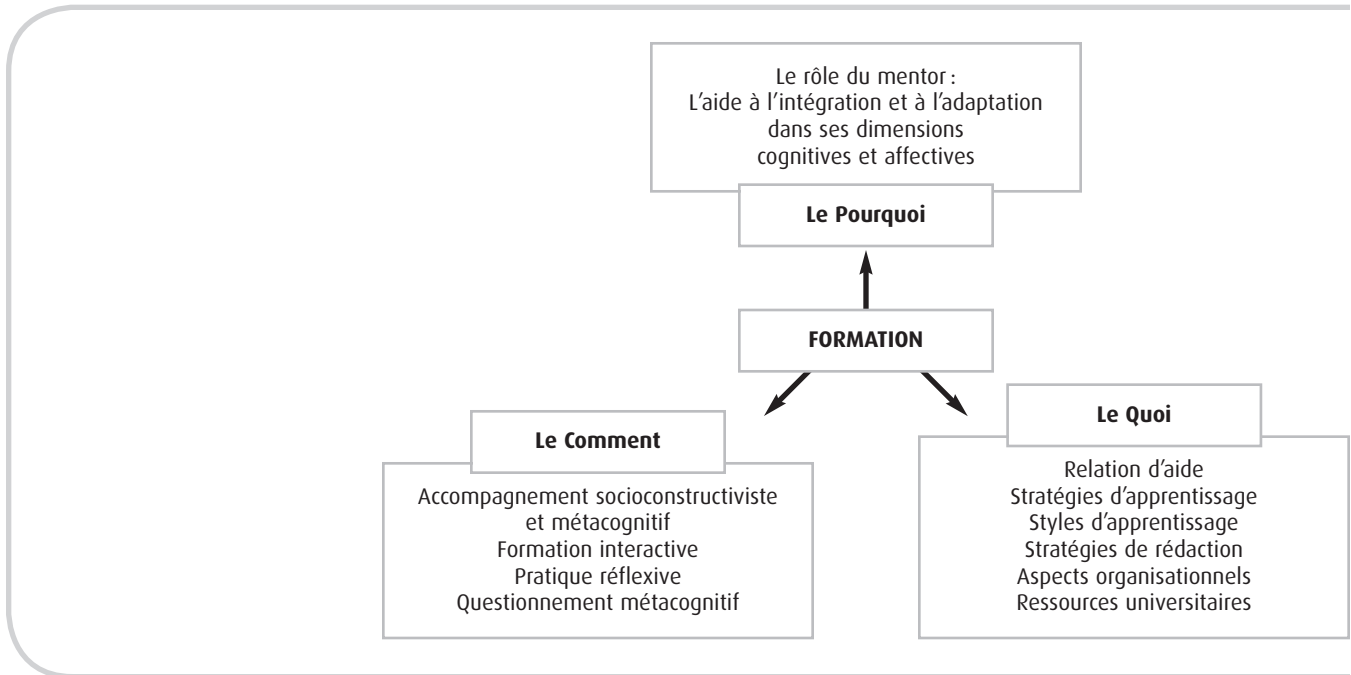 Le rôle du mentor :
L'aide à l'intégration et à l'adaptation
dans ses dimensions
cognitives et affectives
Le Pourquoi
FORMATION
Le Comment
Accompagnement socioconstructiviste
et métacognitif
Formation interactive
Pratique réflexive
Questionnement métacognitif
Le Quoi
Relation d'aide
Stratégies d'apprentissage
Styles d'apprentissage
Stratégies de rédaction
Aspects organisationnels
Ressources universitaires